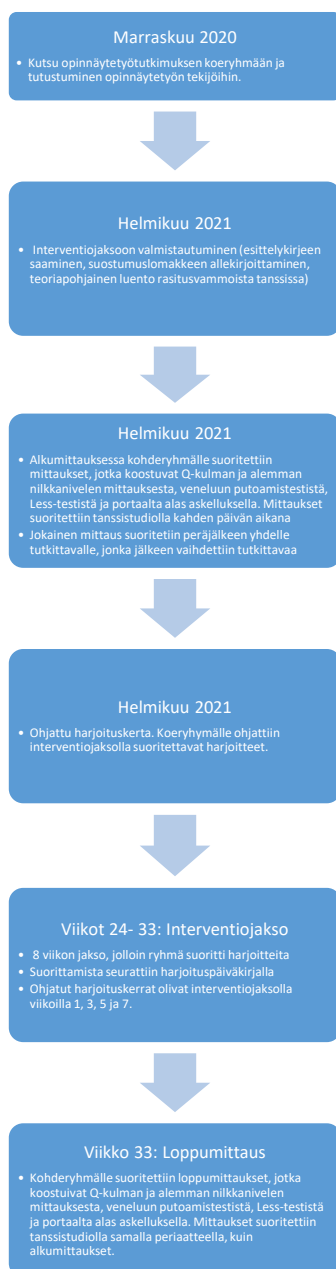 Marraskuu 2020
• Kutsu opinnäytetyötutkimuksen koeryhmään ja
tutustuminen opinnäytetyön tekijöihin.
Helmikuu 2021
• Interventiojaksoon valmistautuminen (esittelykirjeen
saaminen, suostumuslomakkeen allekirjoittaminen,
teoriapohjainen luento rasitusvammoista tanssissa)
Helmikuu 2021
• Alkumittauksessa kohderyhmälle suoritettiin
mittaukset, jotka koostuvat Q-kulman ja alemman
nilkkanivelen mittauksesta, veneluun putoamistestistä,
Less-testistä ja portaalta alas askelluksella. Mittaukset
suoritettiin tanssistudiolla kahden päivän aikana
• Jokainen mittaus suoritetiin peräjälkeen yhdelle
tutkittavalle, jonka jälkeen vaihdettiin tutkittavaa
Helmikuu 2021
• Ohjattu harjoituskerta. Koeryhymälle ohjattiin
interventiojaksolla suoritettavat harjoitteet.
Viikot 24- 33: Interventiojakso
• 8 viikon jakso, jolloin ryhmä suoritti harjoitteita
• Suorittamista seurattiin harjoituspäiväkirjalla
• Ohjatut harjoituskerrat olivat interventiojaksolla
viikoilla 1, 3, 5 ja 7.
Viikko 33: Loppumittaus
• Kohderyhmälle suoritettiin loppumittaukset, jotka
koostuivat Q-kulman ja alemman nilkkanivelen
mittauksesta, veneluun putoamistestistä, Less-testistä
ja portaalta alas askelluksella. Mittaukset suoritettiin
tanssistudiolla samalla periaatteella, kuin
alkumittaukset.